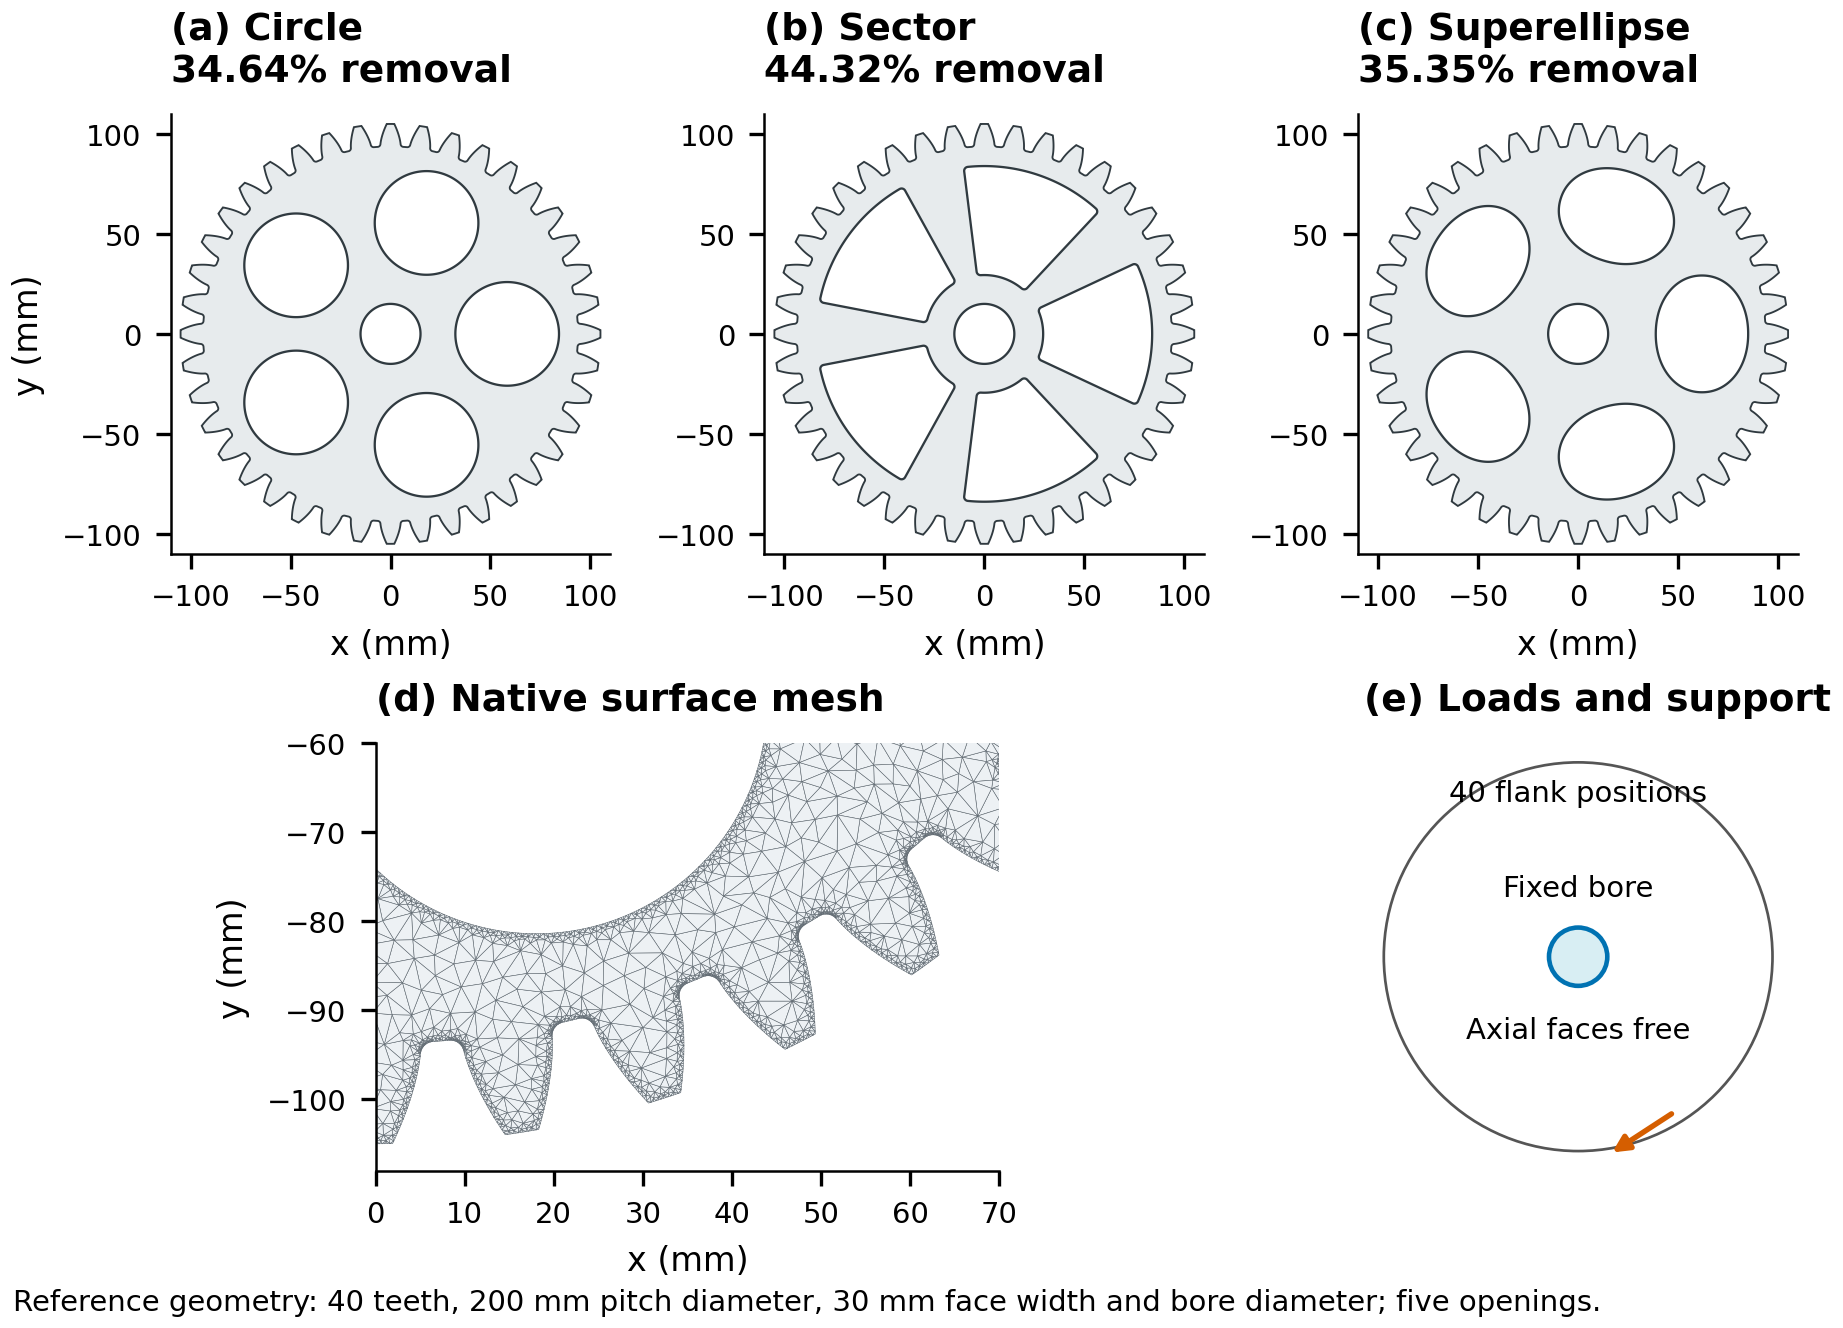 (a) Circle
34.64% removal
(b) Sector
44.32% removal
(c) Superellipse
35.35% removal
y (mm)
100
50
0
−50
−100
−100 −50 0 50 100
x (mm)
100
50
0
−50
−100
−100 −50 0 50 100
x (mm)
100
50
0
−50
−100
−100 −50 0 50 100
x (mm)
(d) Native surface mesh
y (mm)
−60
−70
−80
−90
−100
0 10 20 30 40 50 60 70
x (mm)
(e) Loads and support
40 flank positions
Fixed bore
Axial faces free
Reference geometry: 40 teeth, 200 mm pitch diameter, 30 mm face width and bore diameter; five openings.